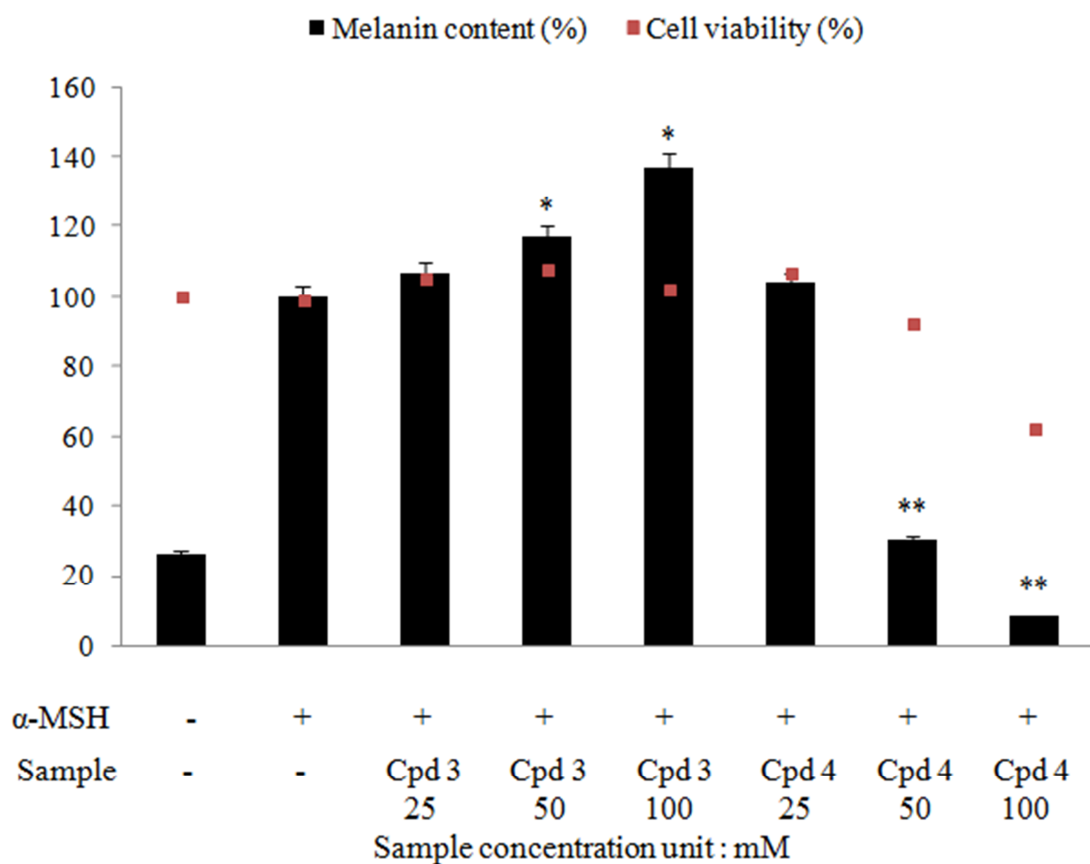 Melanin content (%) Cell viability (%)
160
140
120
100
80
60
40
20
0
*
*
**
**
α-MSH - + + + + + + +
Sample - - Cpd 3 Cpd 3 Cpd 3 Cpd 4 Cpd 4 Cpd 4
25 50 100 25 50 100
Sample concentration unit : mM